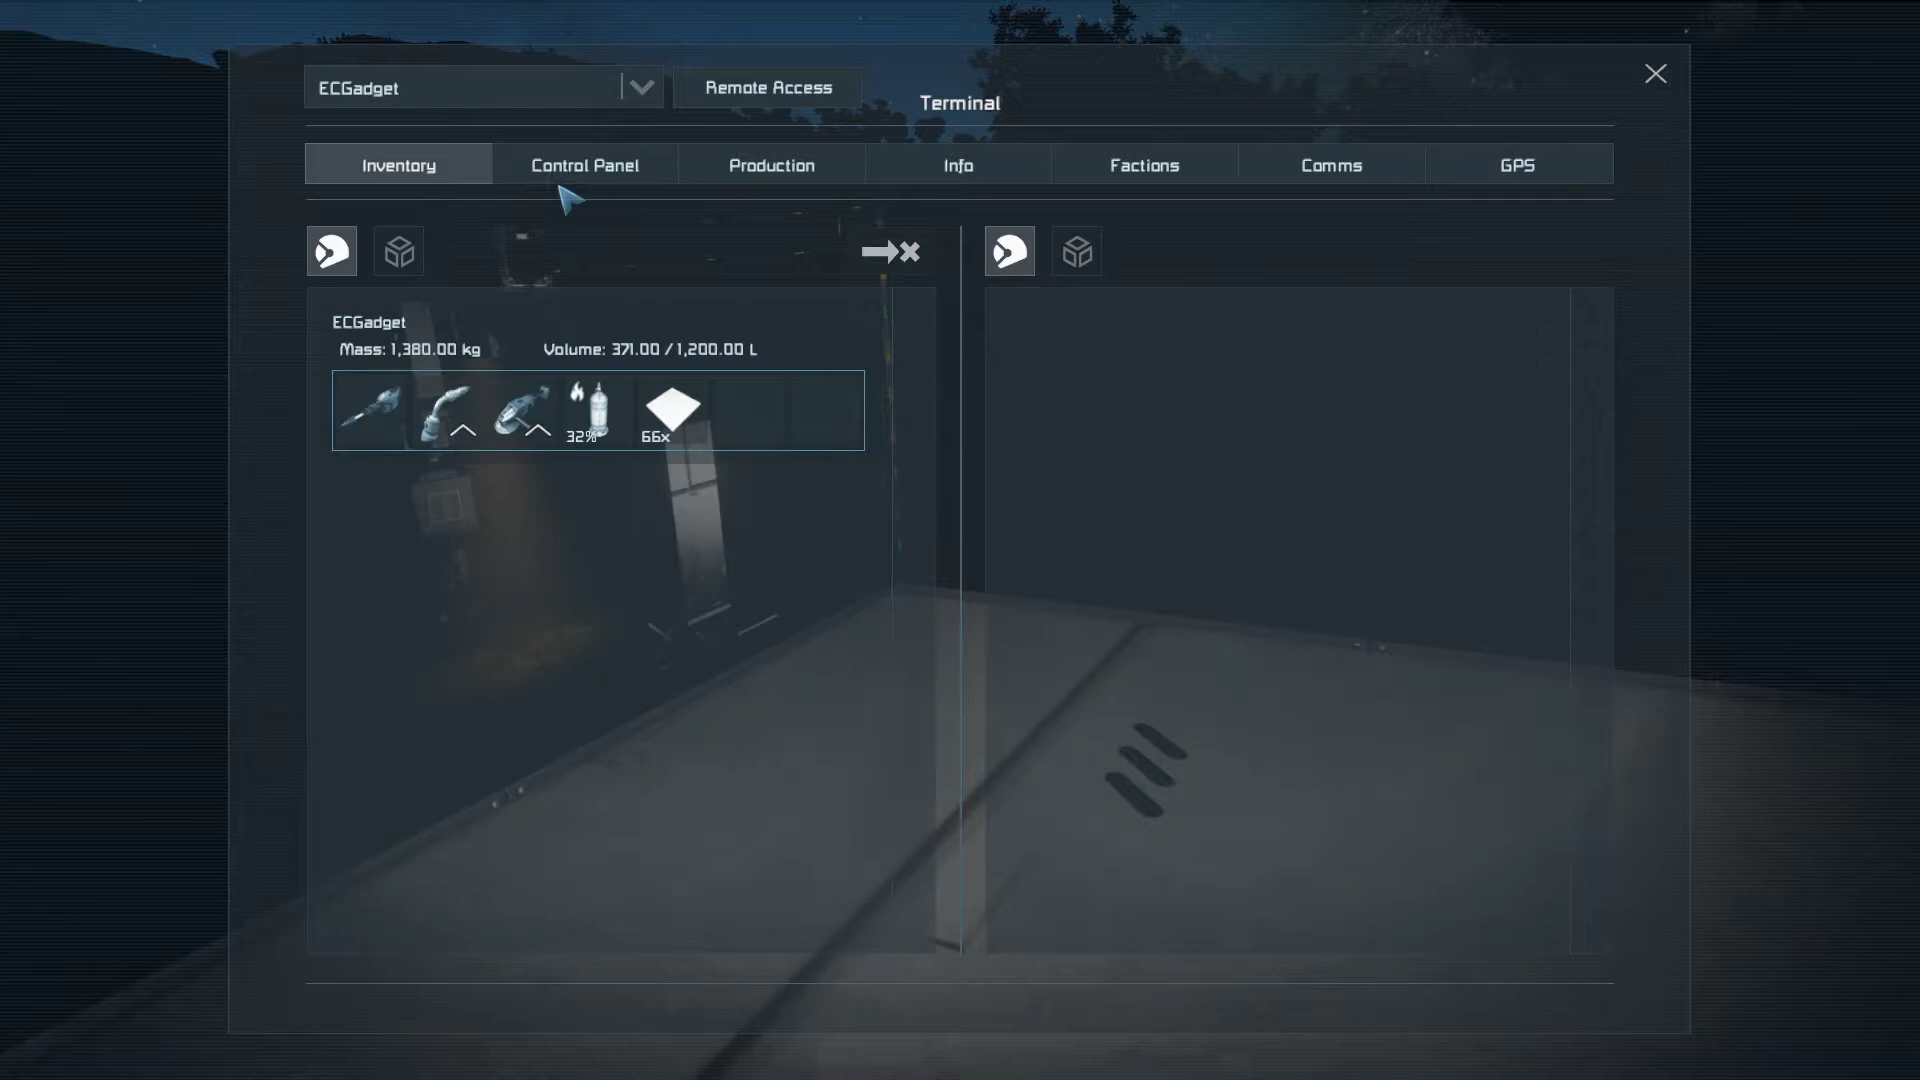 ECGadget
Remote Access
Terminal
Inventory
Control Panel
Production
Info
Factions
Comms
GPS
ECGadget
Mass: 1,380.00 kg
Volume: 371.00 / 1,200.00 L
32%
66x